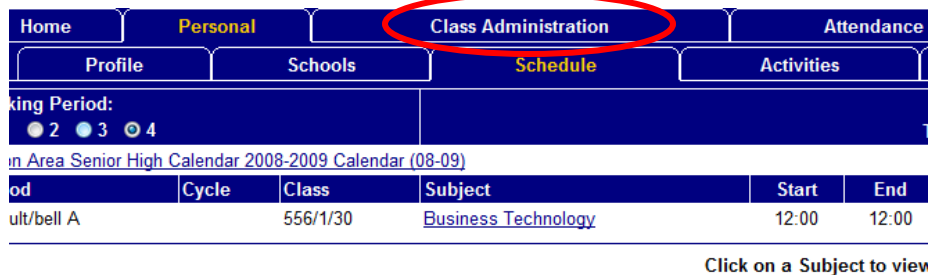 Home Personal Class Administration Attendance
Profile Schools Schedule Activities
king Period:
2 3 4
T
on Area Senior High Calendar 2008-2009 Calendar (08-09)
od Cycle Class Subject Start End
ult/bell A 556/1/30 Business Technology 12:00 12:00
Click on a Subject to view